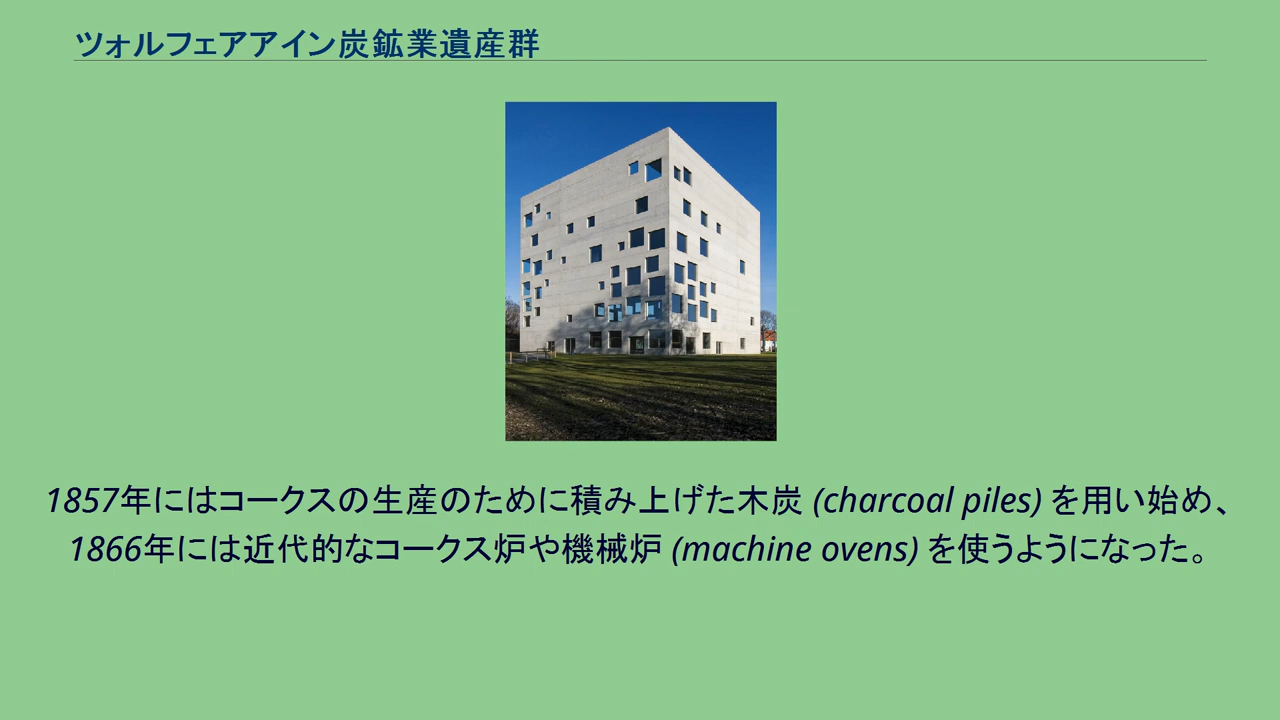 ツォルフェアアイン炭鉱業遺産群
1857年にはコークスの生産のために積み上げた木炭 (charcoal piles) を用い始め、
1866年には近代的なコークス炉や機械炉 (machine ovens) を使うようになった。